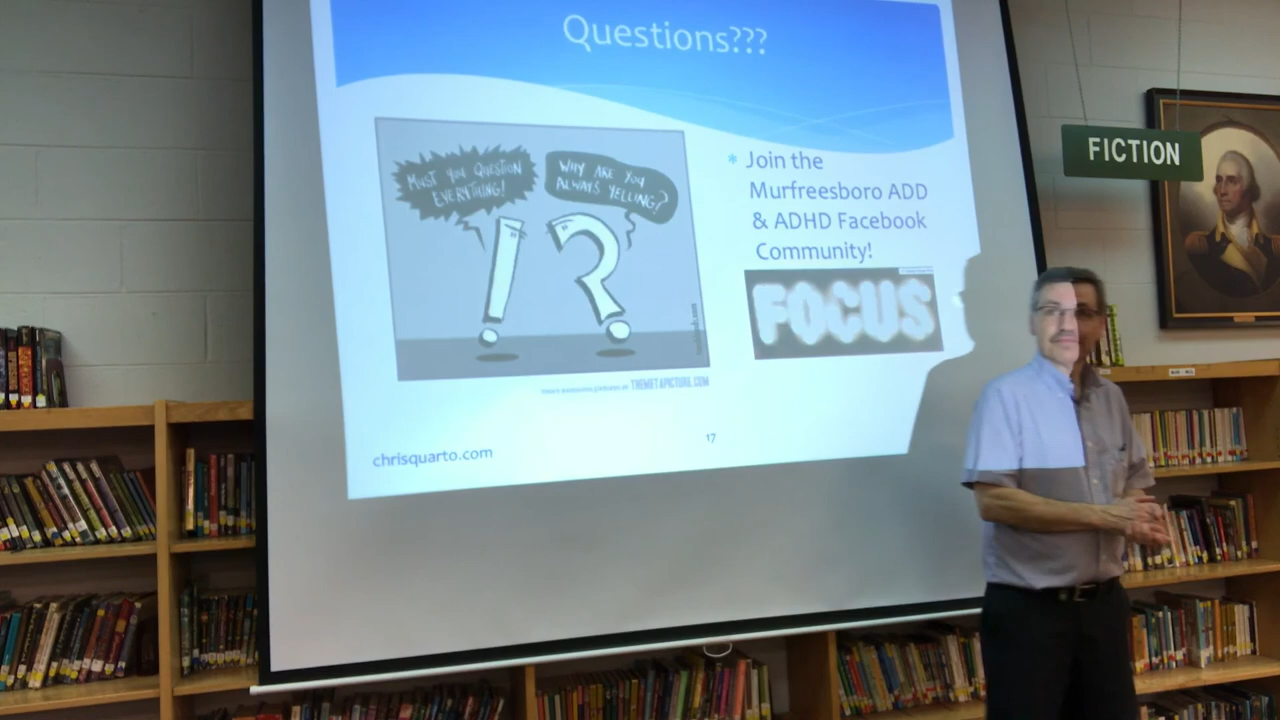 Questions???
MUST YOU QUESTION
EVERYTHING!
WHY ARE YOU
ALWAYS YELLING?
* Join the
Murfreesboro ADD
& ADHD Facebook
Community!
FOCUS
THEMETAPICTURE.COM
17
chrisquarto.com
FICTION